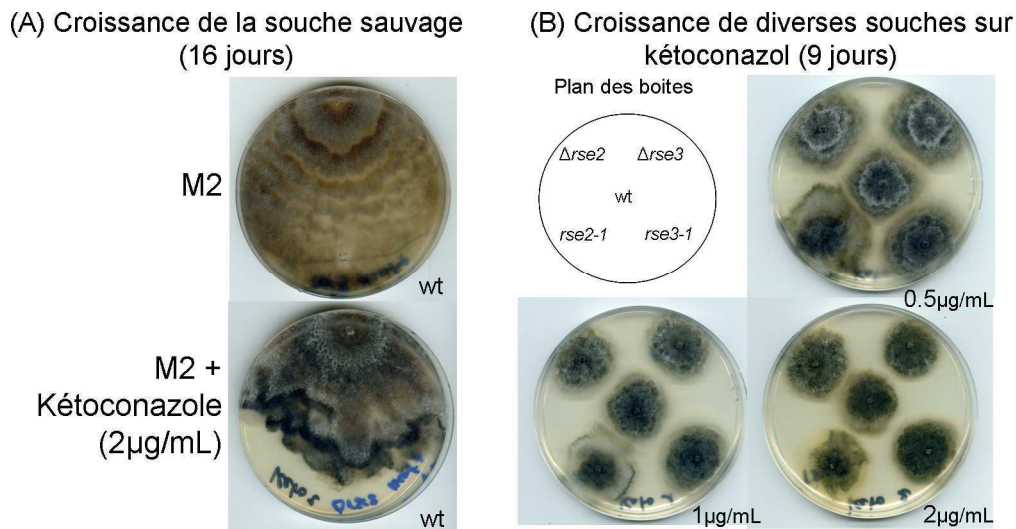 (A) Croissance de la souche sauvage
(16 jours)
M2
wt
M2 +
Kétoconazole
(2µg/mL)
wt
(B) Croissance de diverses souches sur
kétoconazol (9 jours)
Plan des boites
Δrse2 Δrse3
wt
rse2-1 rse3-1
0.5µg/mL
1µg/mL
2µg/mL